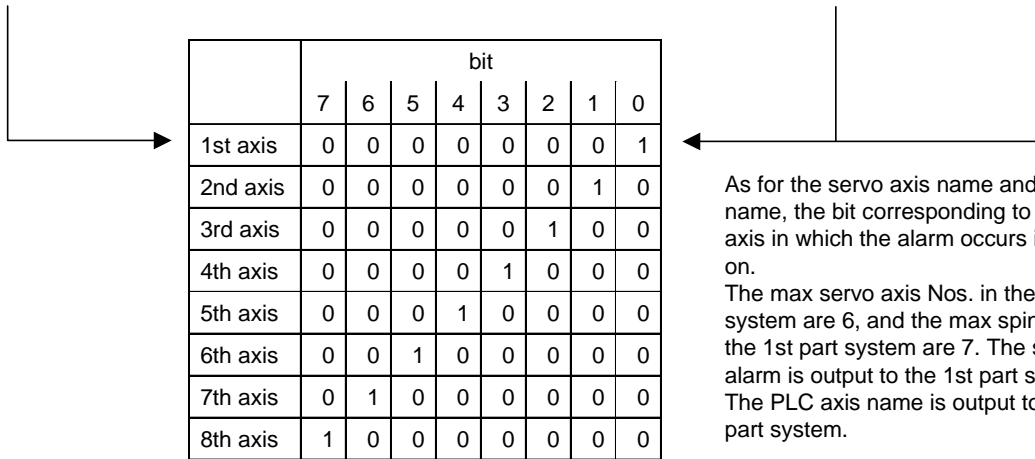 bit
7 6 5 4 3 2 1 0
1st axis 0 0 0 0 0 0 0 1
2nd axis 0 0 0 0 0 0 1 0
3rd axis 0 0 0 0 0 1 0 0
4th axis 0 0 0 0 1 0 0 0
5th axis 0 0 0 1 0 0 0 0
6th axis 0 0 1 0 0 0 0 0
7th axis 0 1 0 0 0 0 0 0
8th axis 1 0 0 0 0 0 0 0
As for the servo axis name and
name, the bit corresponding to
axis in which the alarm occurs
on.
The max servo axis Nos. in the
system are 6, and the max
the 1st part system are 7. The
alarm is output to the 1st part
The PLC axis name is output
part system.